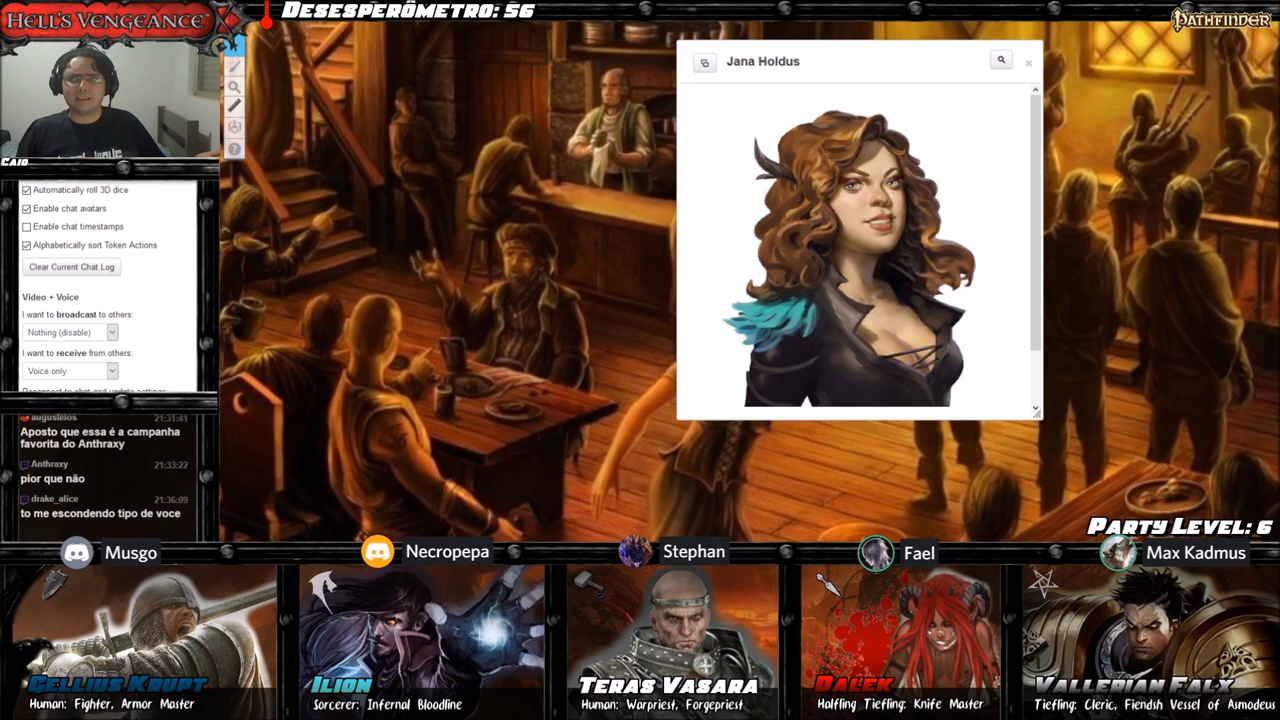 HELL'S VENGEANCE
DESESPERÔMETRO: 56
PATHFINDER
Jana Holdus
CAIO
Automatically roll 3D dice
Enable chat avatars
Enable chat timestamps
Alphabetically sort Token Actions
Clear Current Chat Log
Video + Voice
I want to broadcast to others:
Nothing (disable)
I want to receive from others:
Voice only
21:31:41
Aposto que essa é a campanha
favorita do Anthraxy
Anthraxy 21:33:22
pior que não
drake_alice 21:36:09
to me escondendo tipo de voce
PARTY LEVEL: 6
Musgo
Necropepa
Stephan
Fael
Max Kadmus
GELLIUS KRUPT
Human: Fighter, Armor Master
ILION
Sorcerer: Infernal Bloodline
TERAS VASARA
Human: Warpriest, Forgepriest
DALEK
Halfling Tiefling: Knife Master
VALLERIAN FALX
Tiefling: Cleric, Fiendish Vessel of Asmodeus